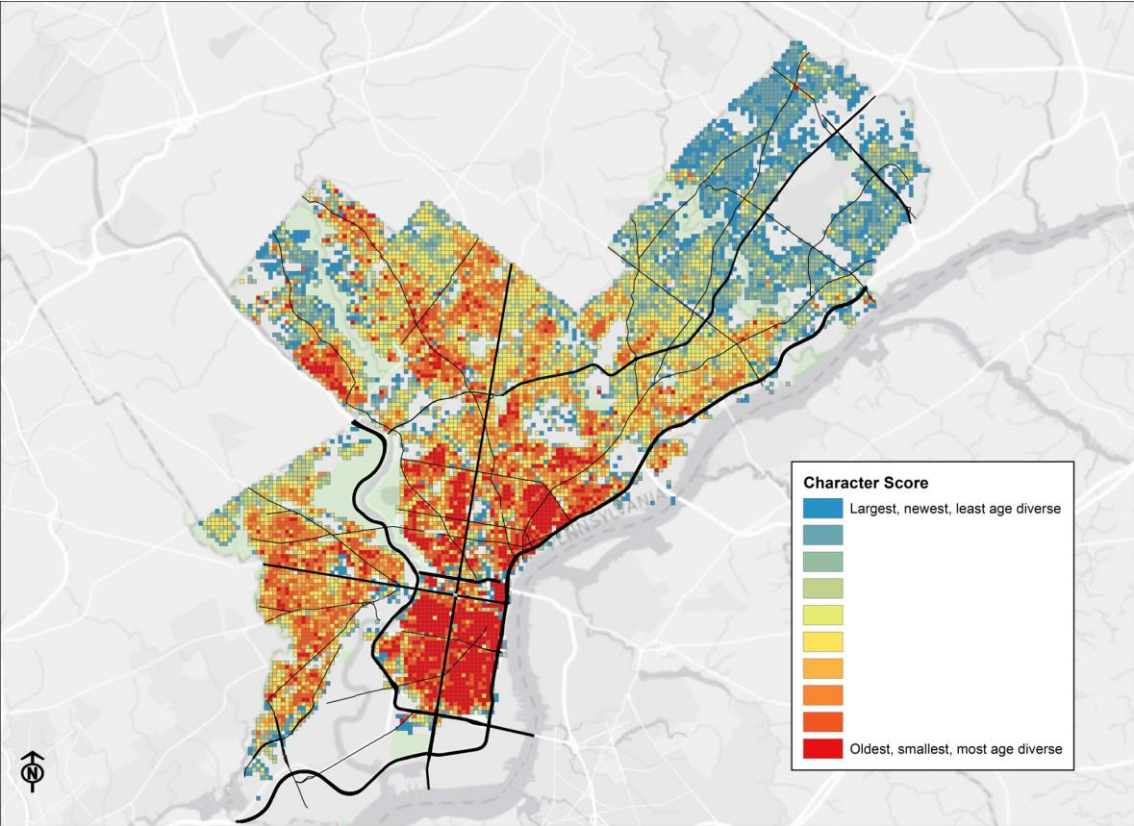 PENNSYLVANIA
Character Score
Largest, newest, least age diverse
Oldest, smallest, most age diverse
N